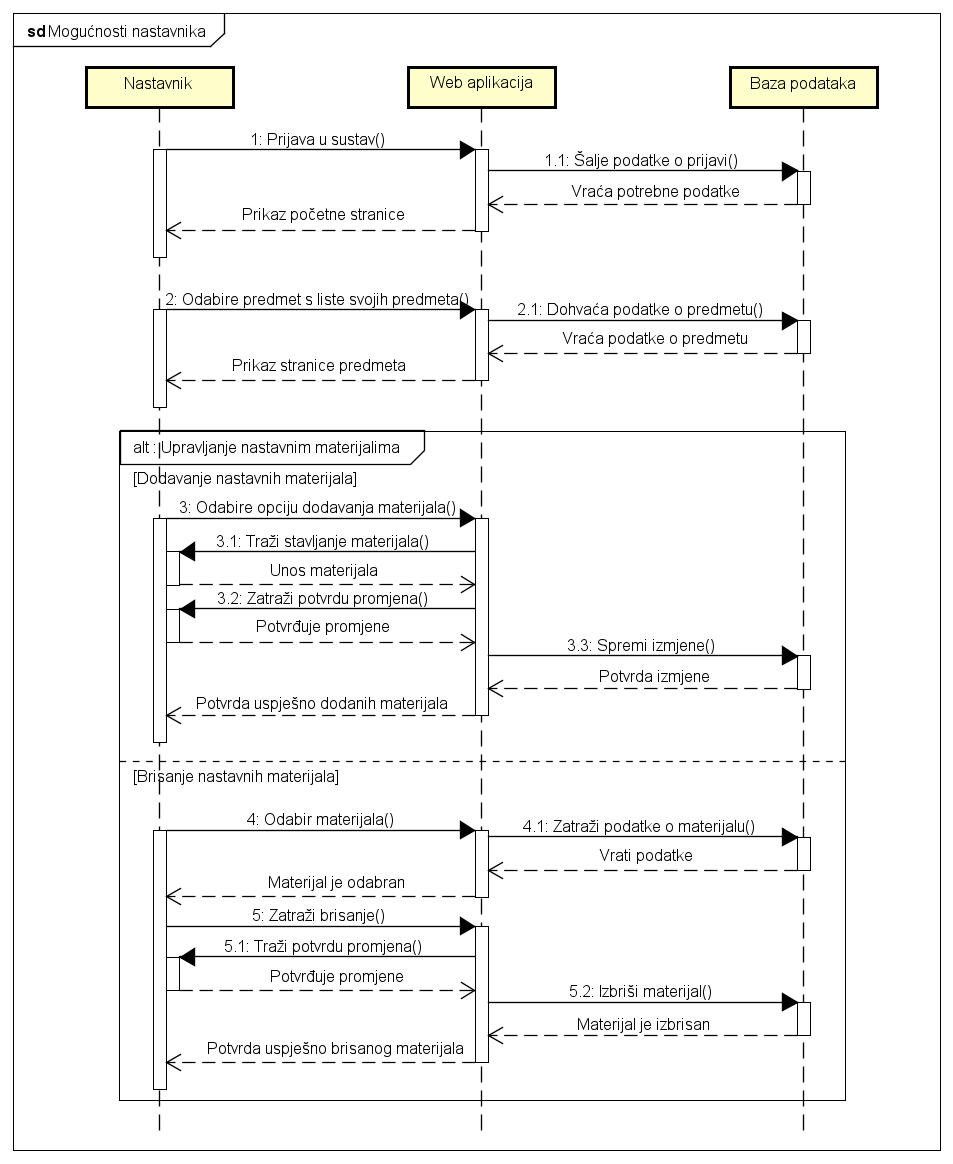 sd Mogućnosti nastavnika
Nastavnik
Web aplikacija
Baza podataka
1: Prijava u sustav()
1.1: Šalje podatke o prijavi()
Vraća potrebne podatke
Prikaz početne stranice
2: Odabire predmet s liste svojih predmeta()
2.1: Dohvaća podatke o predmetu()
Vraća podatke o predmetu
Prikaz stranice predmeta
alt : Upravljanje nastavnim materijalima
[Dodavanje nastavnih materijala]
3: Odabire opciju dodavanja materijala()
3.1: Traži stavljanje materijala()
Unos materijala
3.2: Zatraži potvrdu promjena()
Potvrđuje promjene
3.3: Spremi izmjene()
Potvrda izmjene
Potvrda uspješno dodanih materijala
[Brisanje nastavnih materijala]
4: Odabir materijala()
4.1: Zatraži podatke o materijalu()
Vrati podatke
Materijal je odabran
5: Zatraži brisanje()
5.1: Traži potvrdu promjena()
Potvrđuje promjene
5.2: Izbriši materijal()
Materijal je izbrisan
Potvrda uspješno brisanog materijala